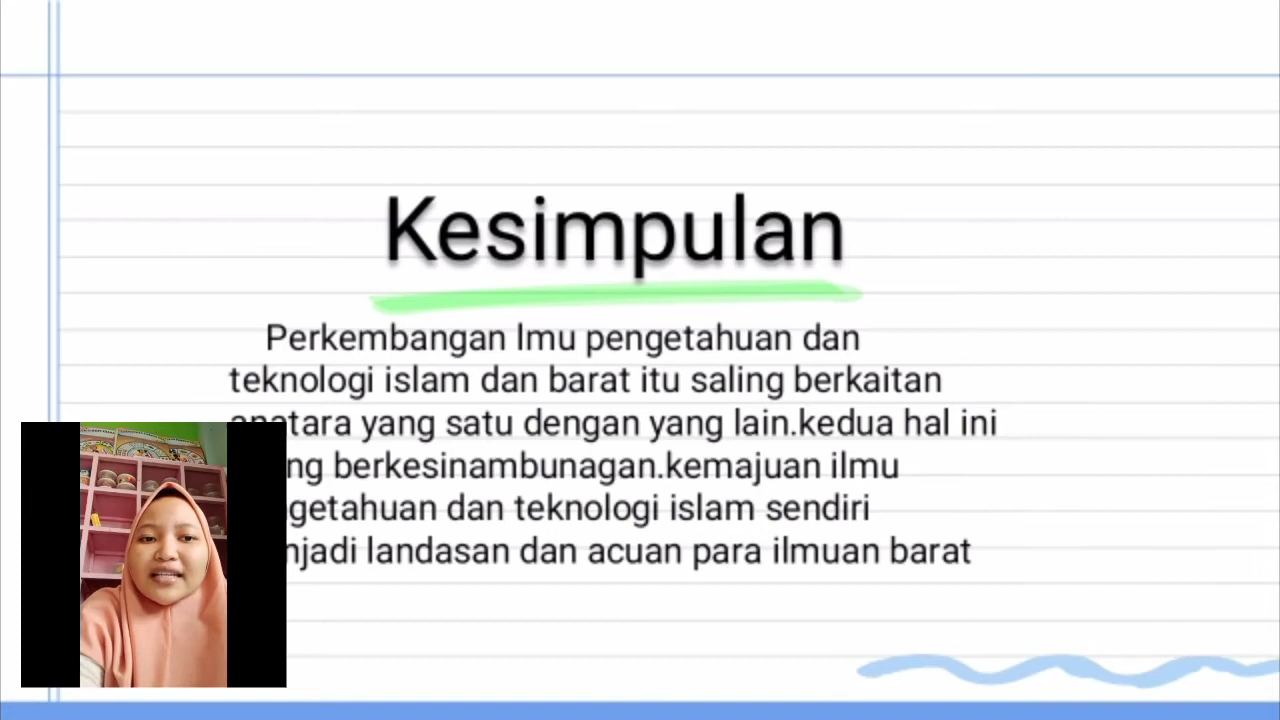 Kesimpulan
Perkembangan lmu pengetahuan dan
teknologi islam dan barat itu saling berkaitan
anatara yang satu dengan yang lain.kedua hal ini
berkesinambunagan.kemajuan ilmu
dan teknologi islam sendiri
landasan dan acuan para ilmuan barat